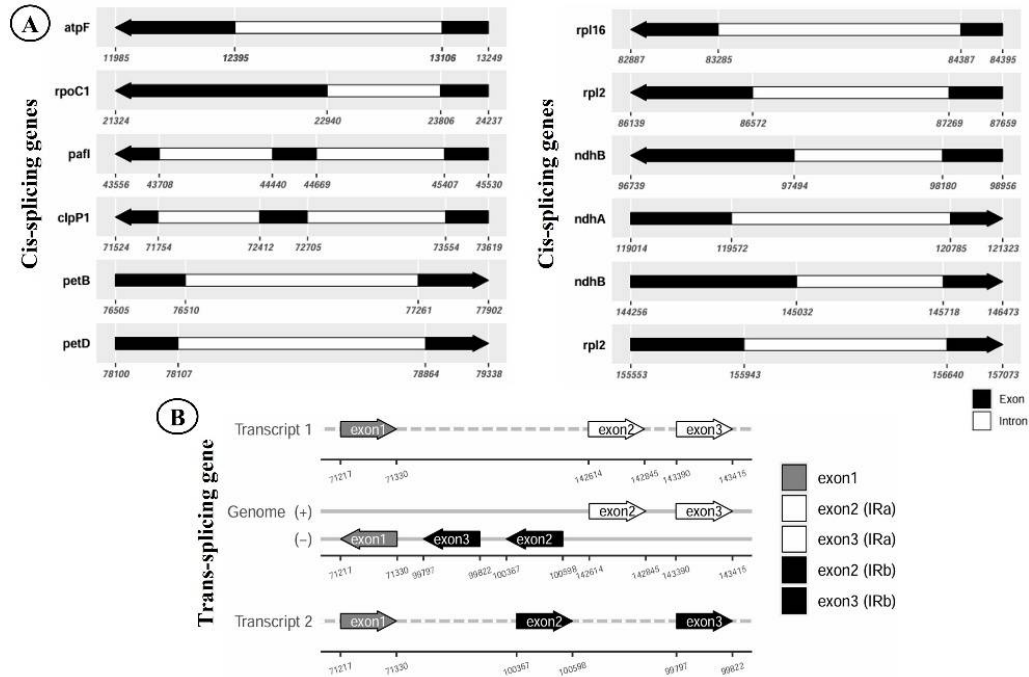 A
Cis-splicing genes
atpF
11985 12395 13106 13249
rpoC1
21324 22940 23806 24237
pafI
43556 43708 44440 44669 45407 45530
clpP1
71524 71754 72412 72705 73554 73619
petB
76505 76510 77261 77902
petD
78100 78107 78864 79338
Cis-splicing genes
rpl16
82887 83285 84387 84395
rpl2
86139 86572 87269 87659
ndhB
96739 97494 98180 98956
ndhA
119014 119572 120785 121323
ndhB
144256 145032 145718 146473
rpl2
155553 155943 156640 157073
Exon
Intron
B
Trans-splicing gene
Transcript 1 exon1 exon2 exon3
71217 71330 142614 142845 143390 143415
Genome (+) exon2 exon3
(−) exon1 exon3 exon2
71217 71330 99797 99822 100367 100598 142614 142845 143390 143415
Transcript 2 exon1 exon2 exon3
71217 71330 100367 100598 99797 99822
exon1
exon2 (IRa)
exon3 (IRa)
exon2 (IRb)
exon3 (IRb)